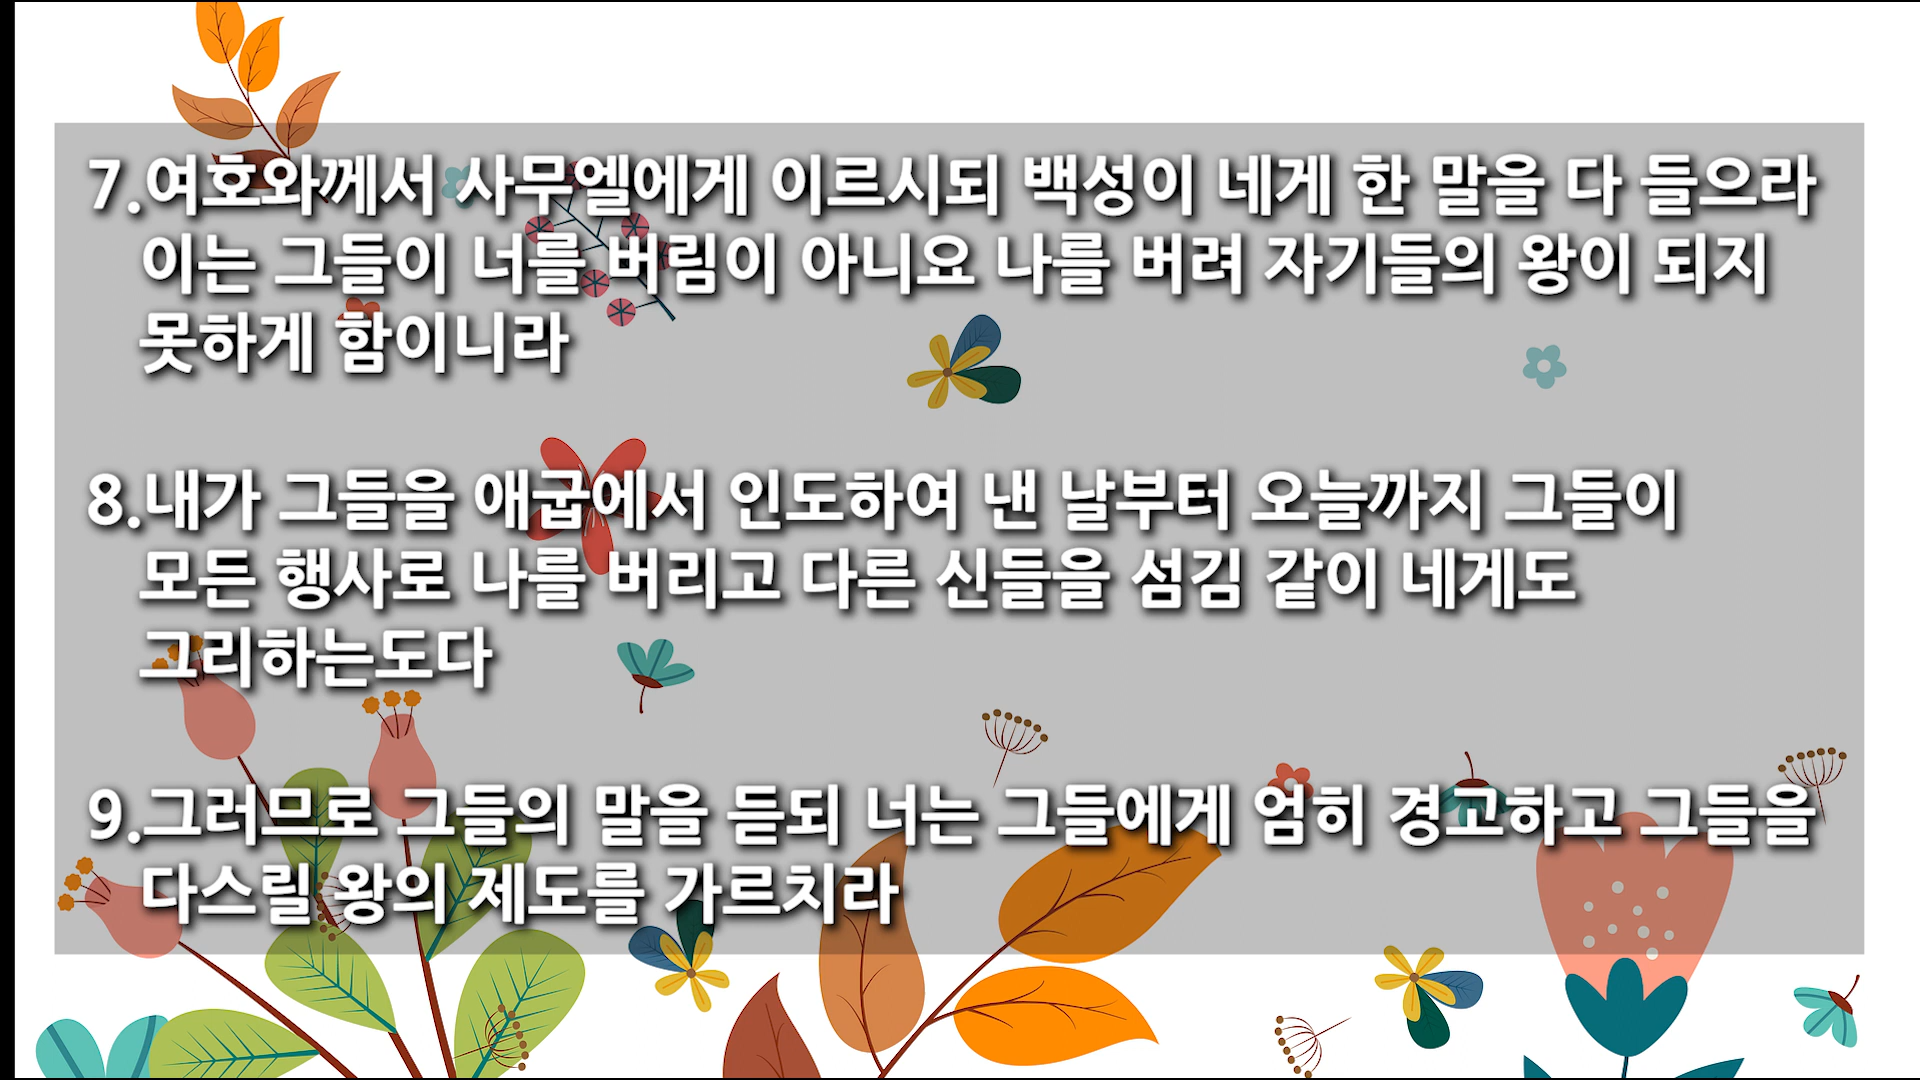 7.여호와께서 사무엘에게 이르시되 백성이 네게 한 말을 다 들으라
이는 그들이 너를 버림이 아니요 나를 버려 자기들의 왕이 되지
못하게 함이니라
8.내가 그들을 애굽에서 인도하여 낸 날부터 오늘까지 그들이
모든 행사로 나를 버리고 다른 신들을 섬김 같이 네게도
그리하는도다
9.그러므로 그들의 말을 듣되 너는 그들에게 엄히 경고하고 그들을
다스릴 왕의 제도를 가르치라